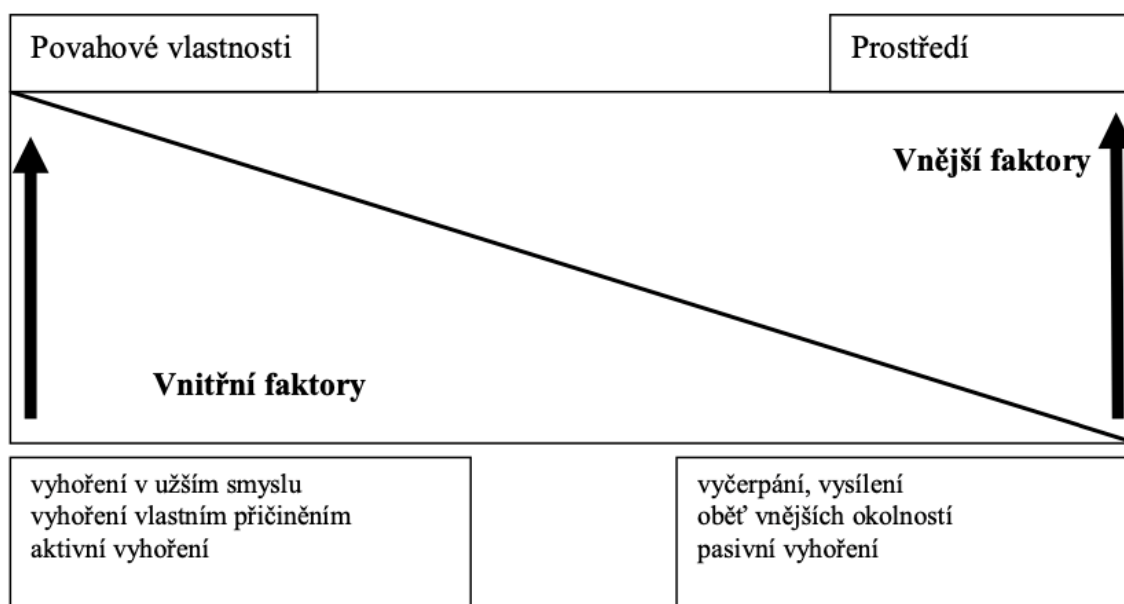 Povahové vlastnosti
Prostředí
Vnější faktory
Vnitřní faktory
vyhoření v užším smyslu
vyhoření vlastním přičiněním
aktivní vyhoření
vyčerpání, vysílení
oběť vnějších okolností
pasivní vyhoření